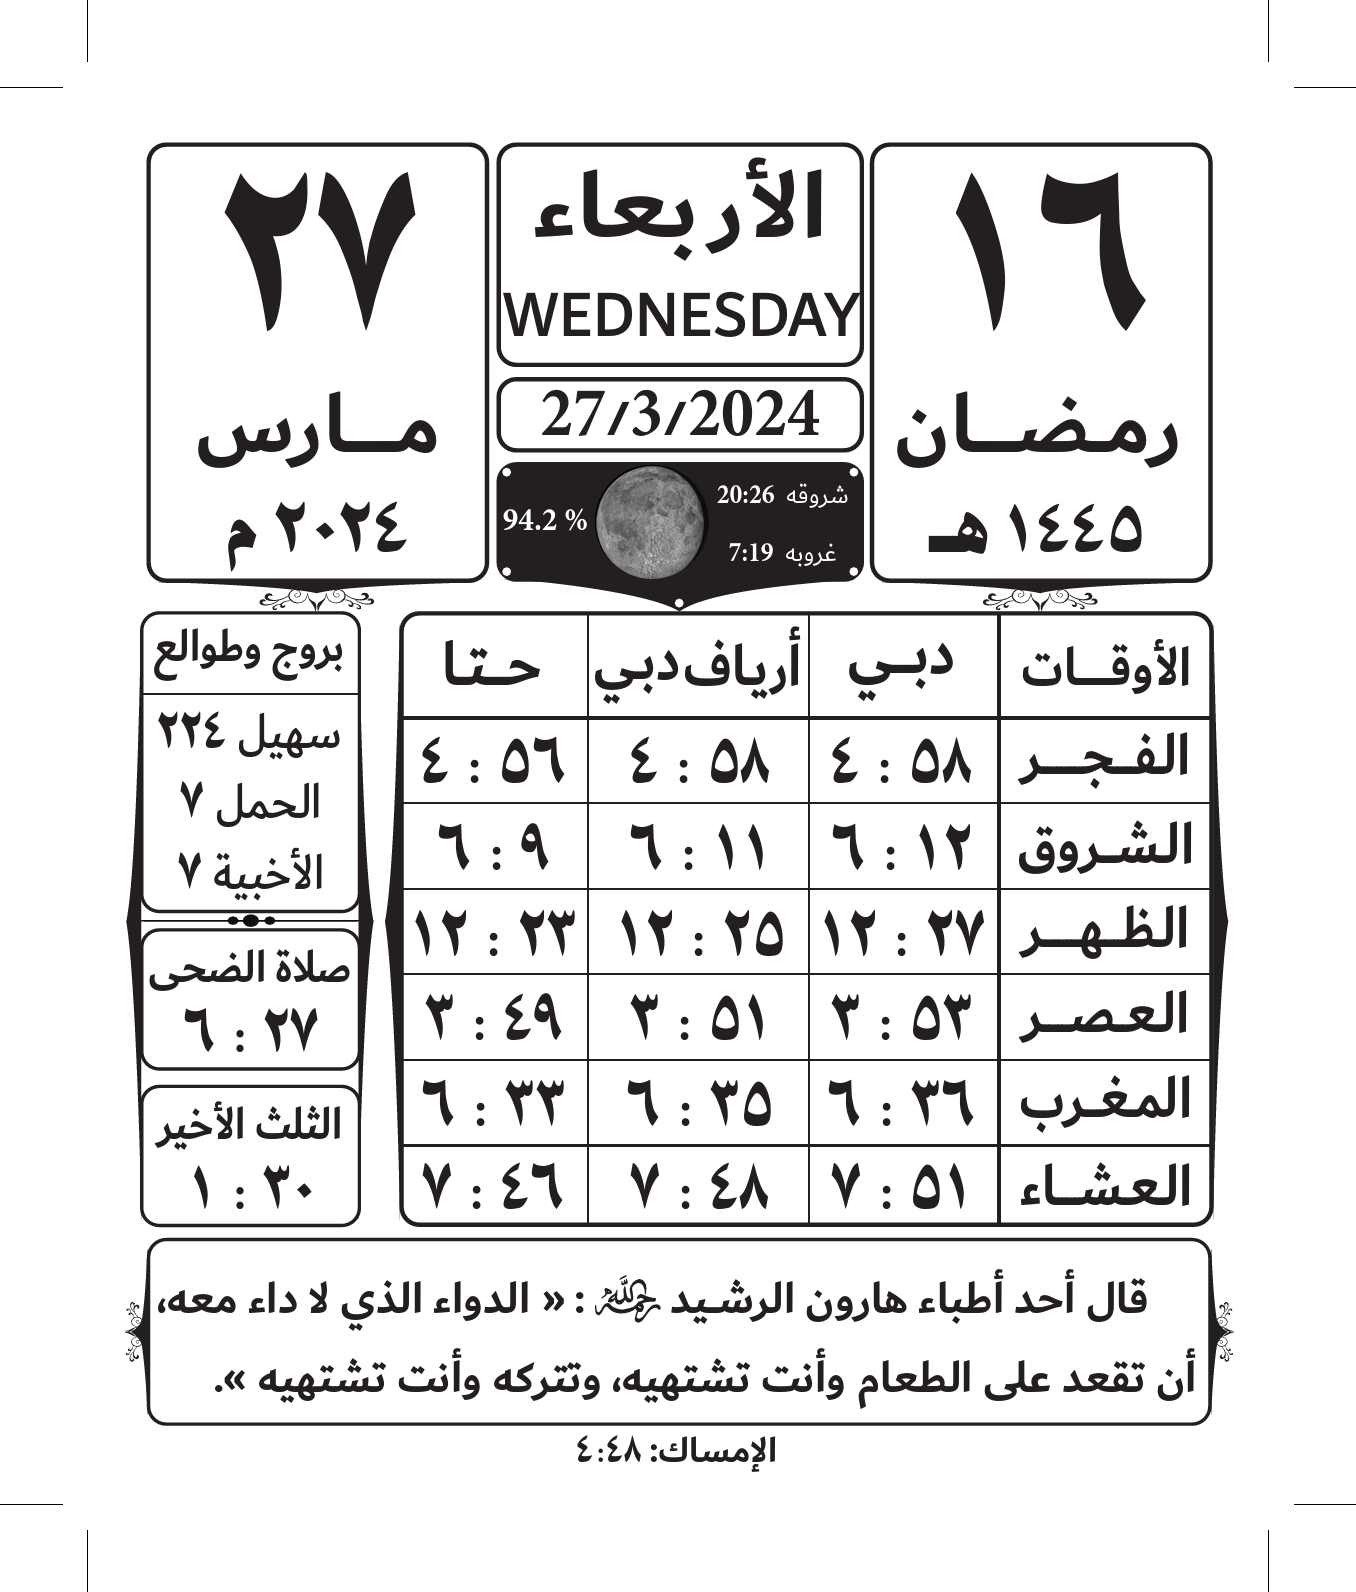 ١٦
رمضــان
١٤٤٥ هـ
الأربعاء
WEDNESDAY
27/3/2024
شروقه 20:26
94.2 %
غروبه 7:19
٢٧
مــارس
٢٠٢٤ م
الأوقــات دبـي أرياف دبي حـتـا
الفـجــر ٤ : ٥٨ ٤ : ٥٨ ٤ : ٥٦
الشـروق ٦ : ١٢ ٦ : ١١ ٦ : ٩
الظـهــر ١٢ : ٢٧ ١٢ : ٢٥ ١٢ : ٢٣
العـصــر ٣ : ٥٣ ٣ : ٥١ ٣ : ٤٩
المغـرب ٦ : ٣٦ ٦ : ٣٥ ٦ : ٣٣
العـشــاء ٧ : ٥١ ٧ : ٤٨ ٧ : ٤٦
بروج وطوالع
سهيل ٢٢٤
الحمل ٧
الأخبية ٧
صلاة الضحى
٦ : ٢٧
الثلث الأخير
١ : ٣٠
قال أحد أطباء هارون الرشـيد رحمه الله : « الدواء الذي لا داء معه،
أن تقعد على الطعام وأنت تشتهيه، وتتركه وأنت تشتهيه ».
الإمساك: ٤:٤٨